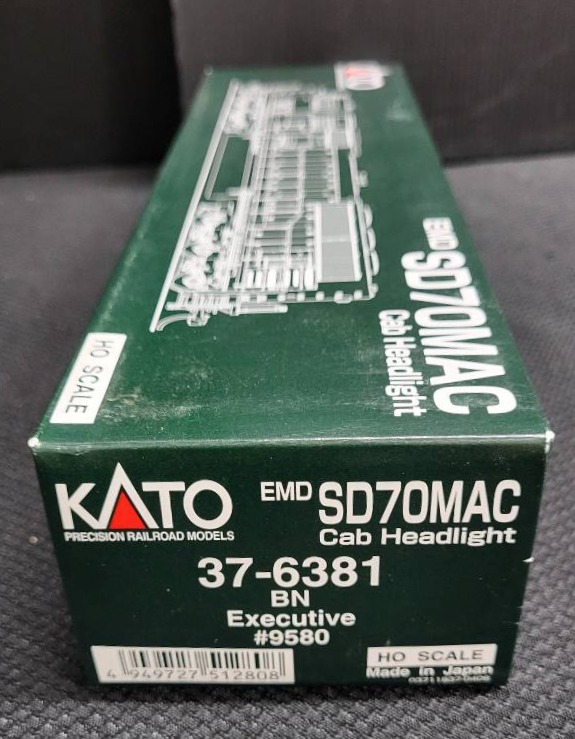 KATO
EMD SD70MAC
Cab Headlight
HO SCALE
KATO
PRECISION RAILROAD MODELS
EMD SD70MAC
Cab Headlight
37-6381
BN
Executive
#9580
4 949727 512808
HO SCALE
Made in Japan